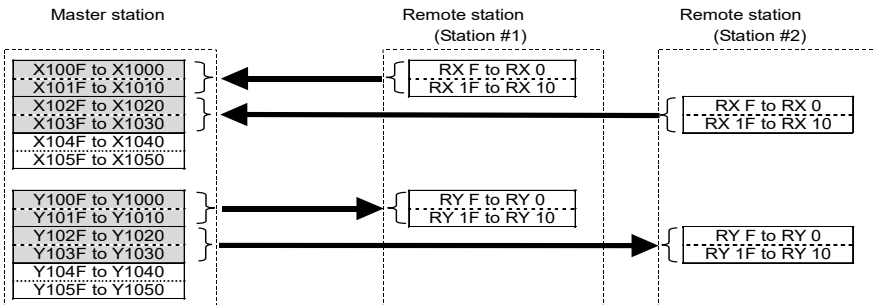 Master station
Remote station
(Station #1)
Remote station
(Station #2)
X100F to X1000
X101F to X1010
X102F to X1020
X103F to X1030
X104F to X1040
X105F to X1050
RX F to RX 0
RX 1F to RX 10
RX F to RX 0
RX 1F to RX 10
Y100F to Y1000
Y101F to Y1010
Y102F to Y1020
Y103F to Y1030
Y104F to Y1040
Y105F to Y1050
RY F to RY 0
RY 1F to RY 10
RY F to RY 0
RY 1F to RY 10